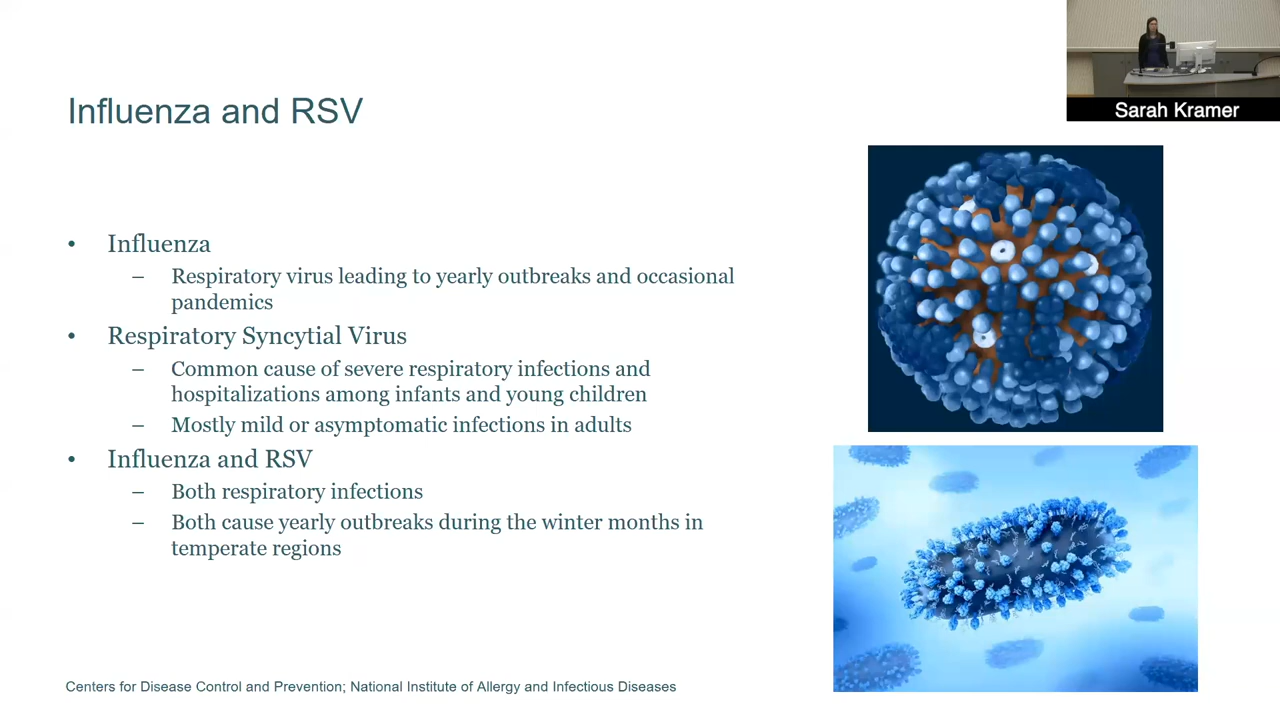 Sarah Kramer
Influenza and RSV
• Influenza
– Respiratory virus leading to yearly outbreaks and occasional
pandemics
• Respiratory Syncytial Virus
– Common cause of severe respiratory infections and
hospitalizations among infants and young children
– Mostly mild or asymptomatic infections in adults
• Influenza and RSV
– Both respiratory infections
– Both cause yearly outbreaks during the winter months in
temperate regions
Centers for Disease Control and Prevention; National Institute of Allergy and Infectious Diseases